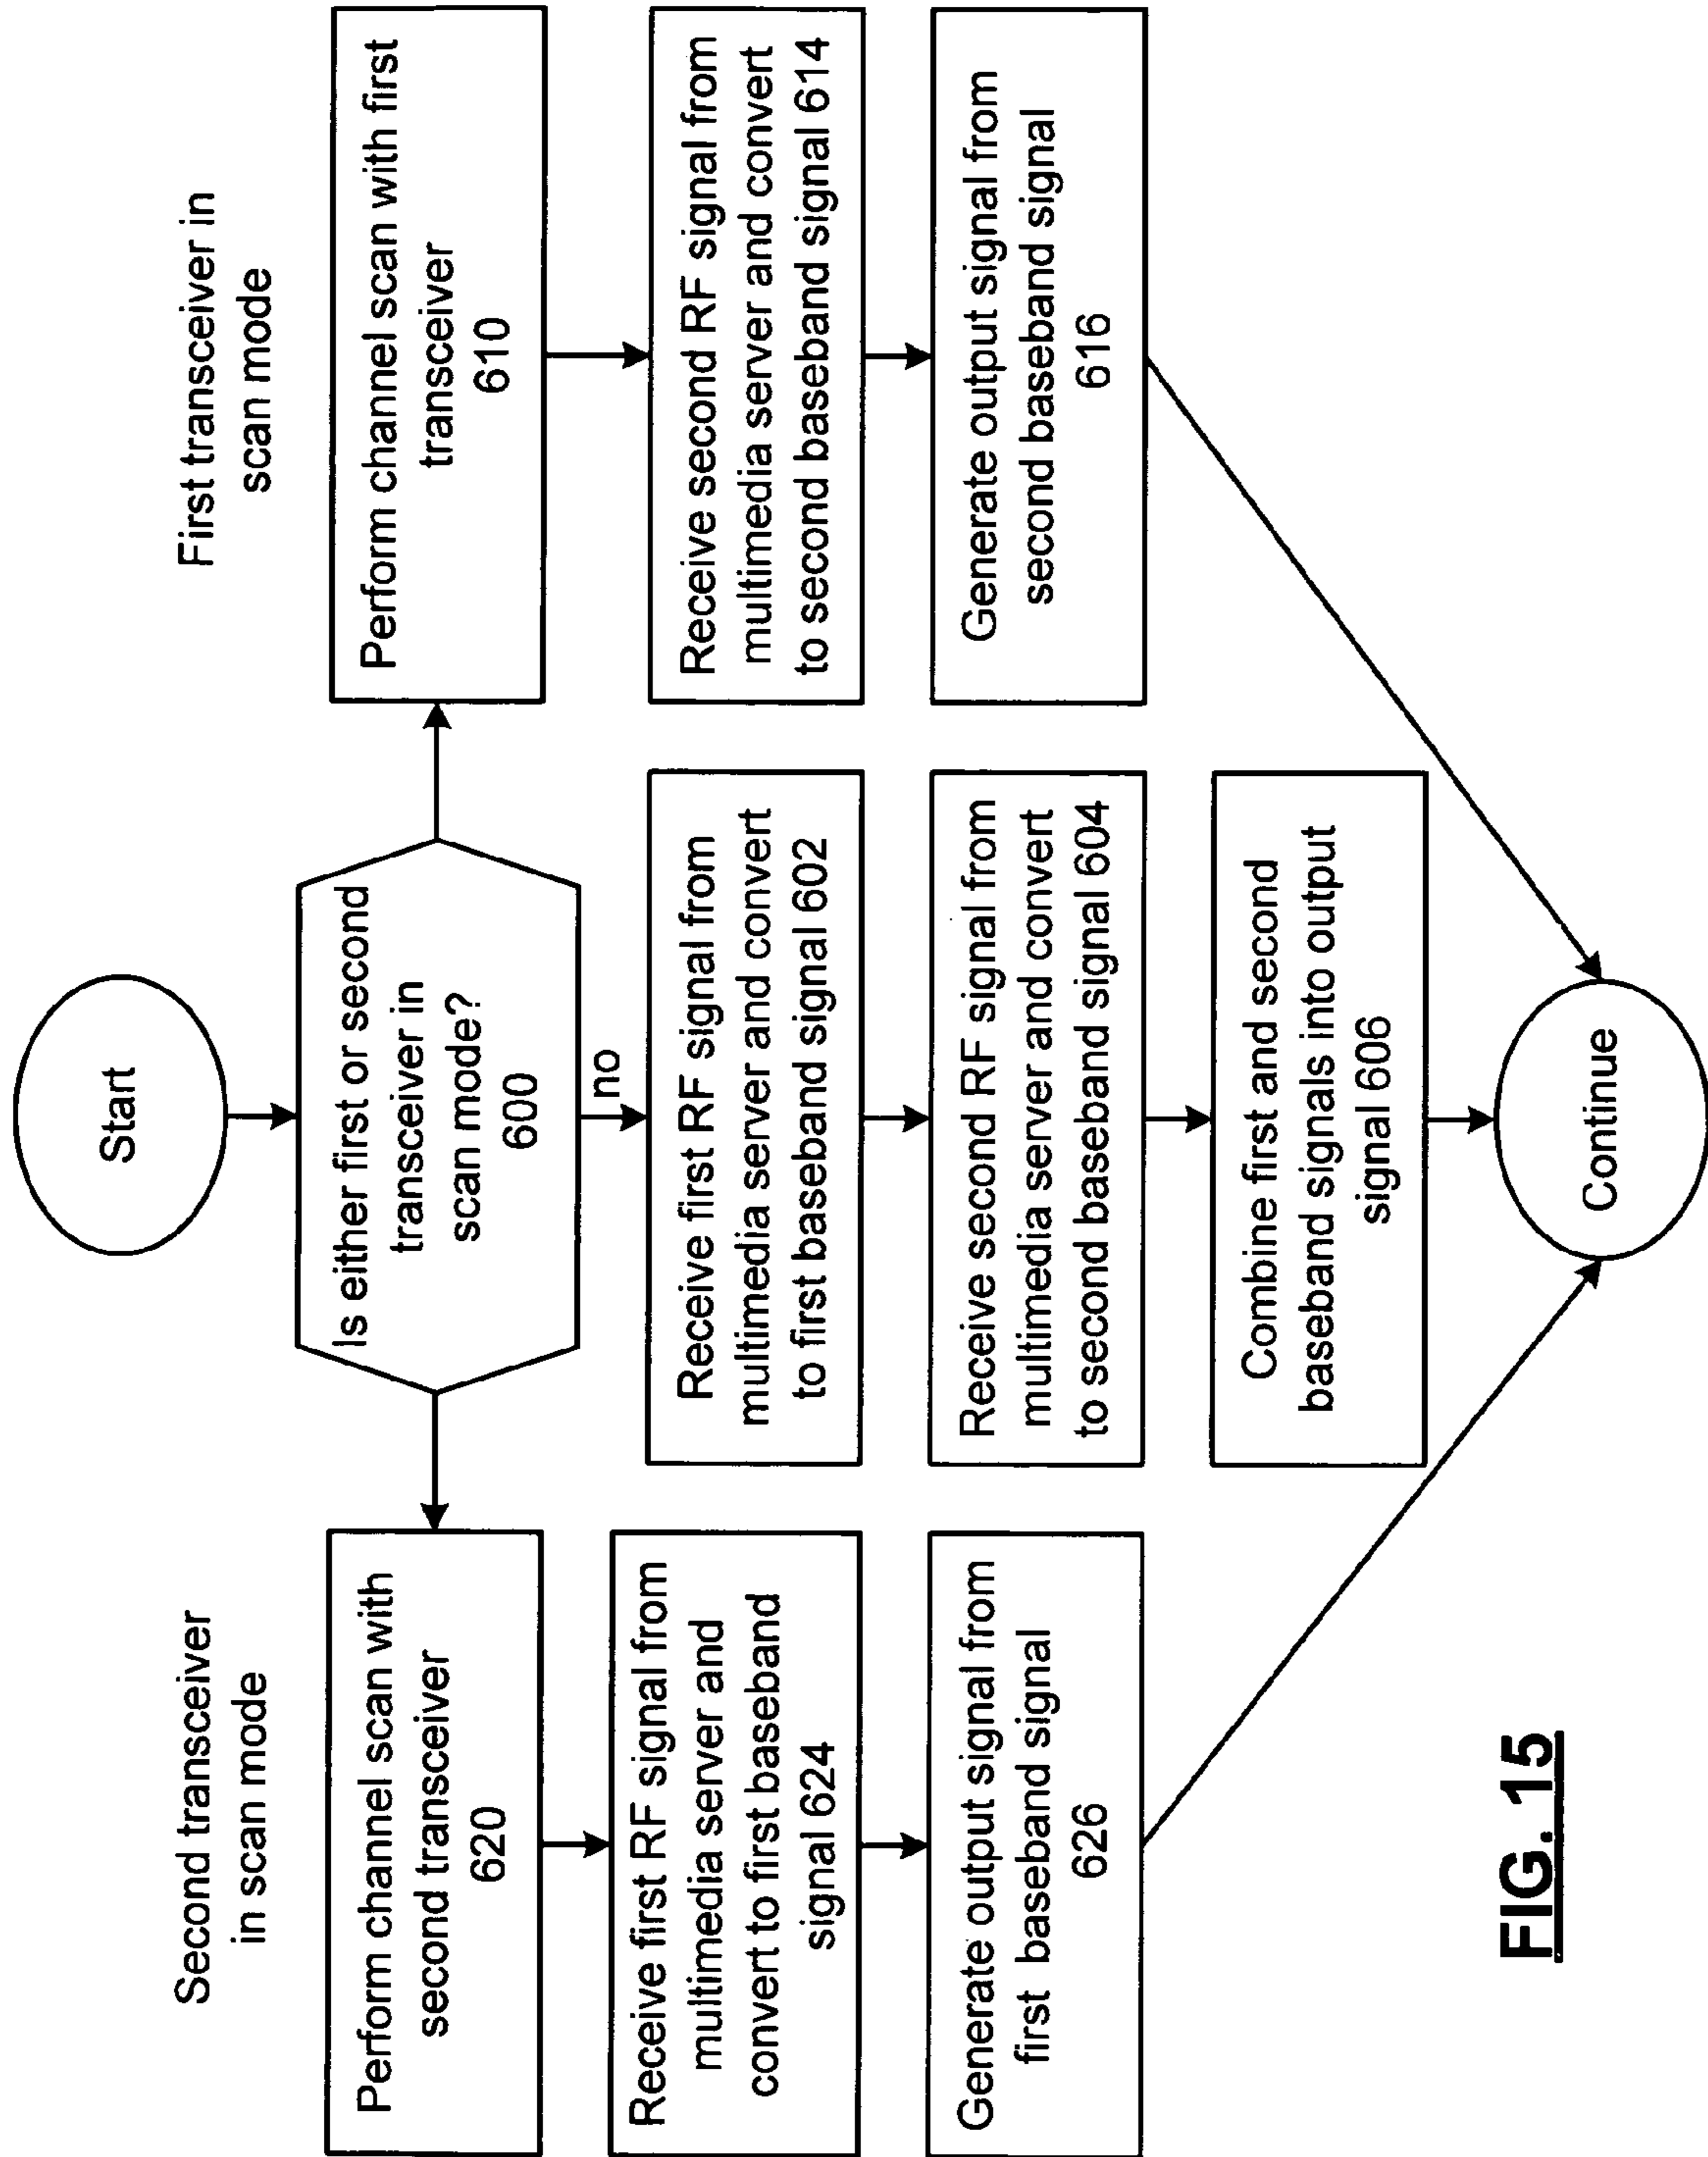 Start
Is either first or second
transceiver in
scan mode?
600
no
Second transceiver
in scan mode
Perform channel scan with
second transceiver
620
Receive first RF signal from
multimedia server and
convert to first baseband
signal 624
Generate output signal from
first baseband signal
626
Receive first RF signal from
multimedia server and convert
to first baseband signal 602
Receive second RF signal from
multimedia server and convert
to second baseband signal 604
Combine first and second
baseband signals into output
signal 606
First transceiver in
scan mode
Perform channel scan with first
transceiver
610
Receive second RF signal from
multimedia server and convert
to second baseband signal 614
Generate output signal from
second baseband signal
616
Continue
FIG. 15